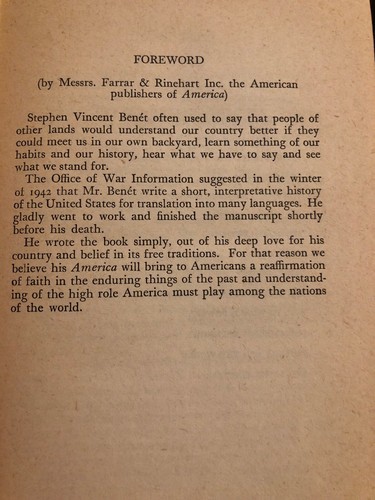 FOREWORD
(by Messrs. Farrar & Rinehart Inc. the American
publishers of America)
Stephen Vincent Benét often used to say that people of
other lands would understand our country better if they
could meet us in our own backyard, learn something of our
habits and our history, hear what we have to say and see
what we stand for.
The Office of War Information suggested in the winter
of 1942 that Mr. Benét write a short, interpretative history
of the United States for translation into many languages. He
gladly went to work and finished the manuscript shortly
before his death.
He wrote the book simply, out of his deep love for his
country and belief in its free traditions. For that reason we
believe his America will bring to Americans a reaffirmation
of faith in the enduring things of the past and understand-
ing of the high role America must play among the nations
of the world.